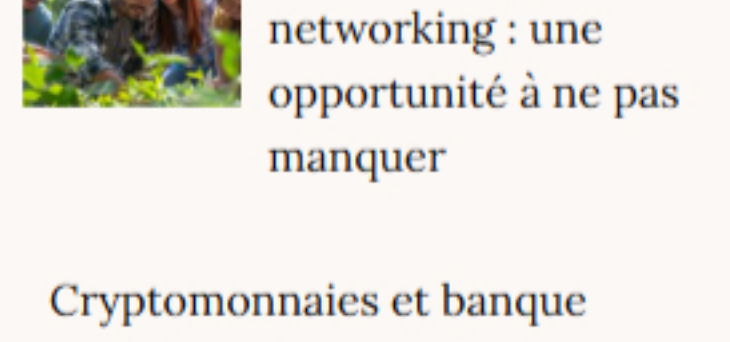 networking : une
opportunité à ne pas
manquer
Cryptomonnaies et banque